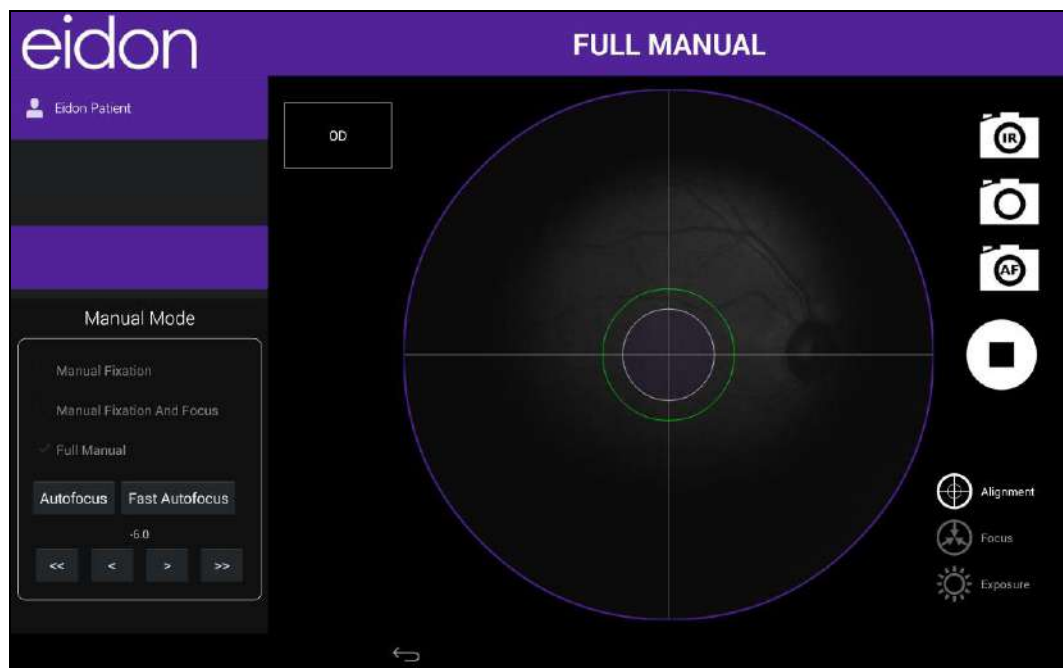 eidon
FULL MANUAL
Eidon Patient
OD
IR
AF
Manual Mode
Manual Fixation
Manual Fixation And Focus
Full Manual
Autofocus Fast Autofocus
-6.0
<< < > >>
Alignment
Focus
Exposure